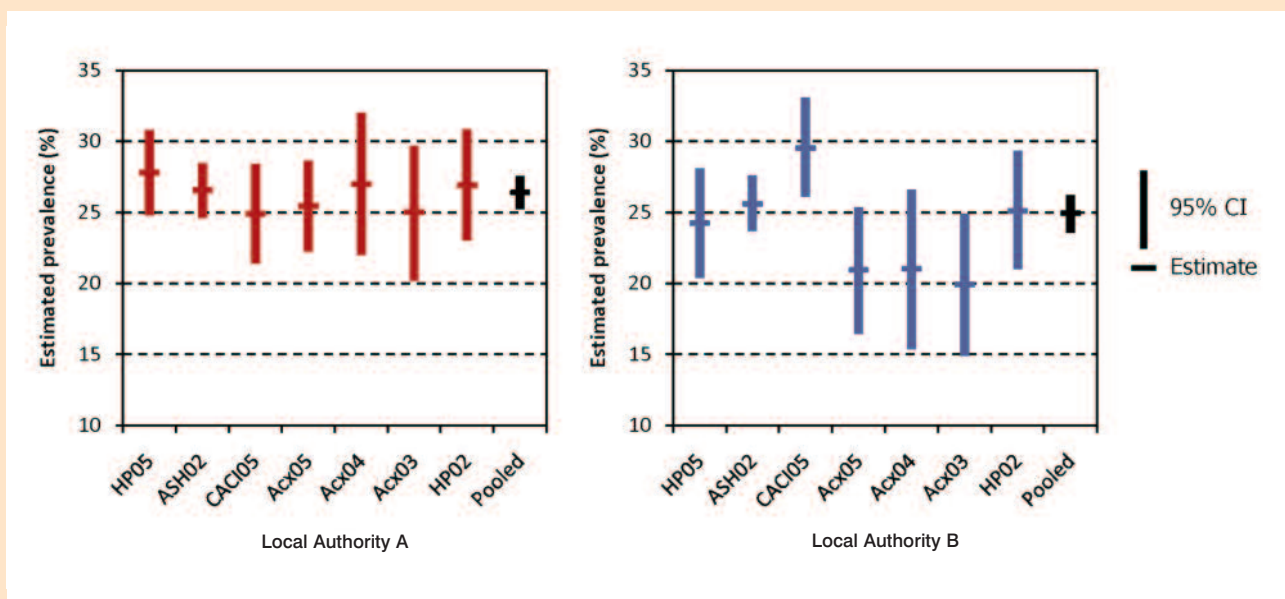 Estimated prevalence (%)
35
30
25
20
15
10
HP05
ASH02
CACI05
Acx05
Acx04
Acx03
HP02
Pooled
Local Authority A
Estimated prevalence (%)
35
30
25
20
15
10
HP05
ASH02
CACI05
Acx05
Acx04
Acx03
HP02
Pooled
Local Authority B
95% CI
Estimate